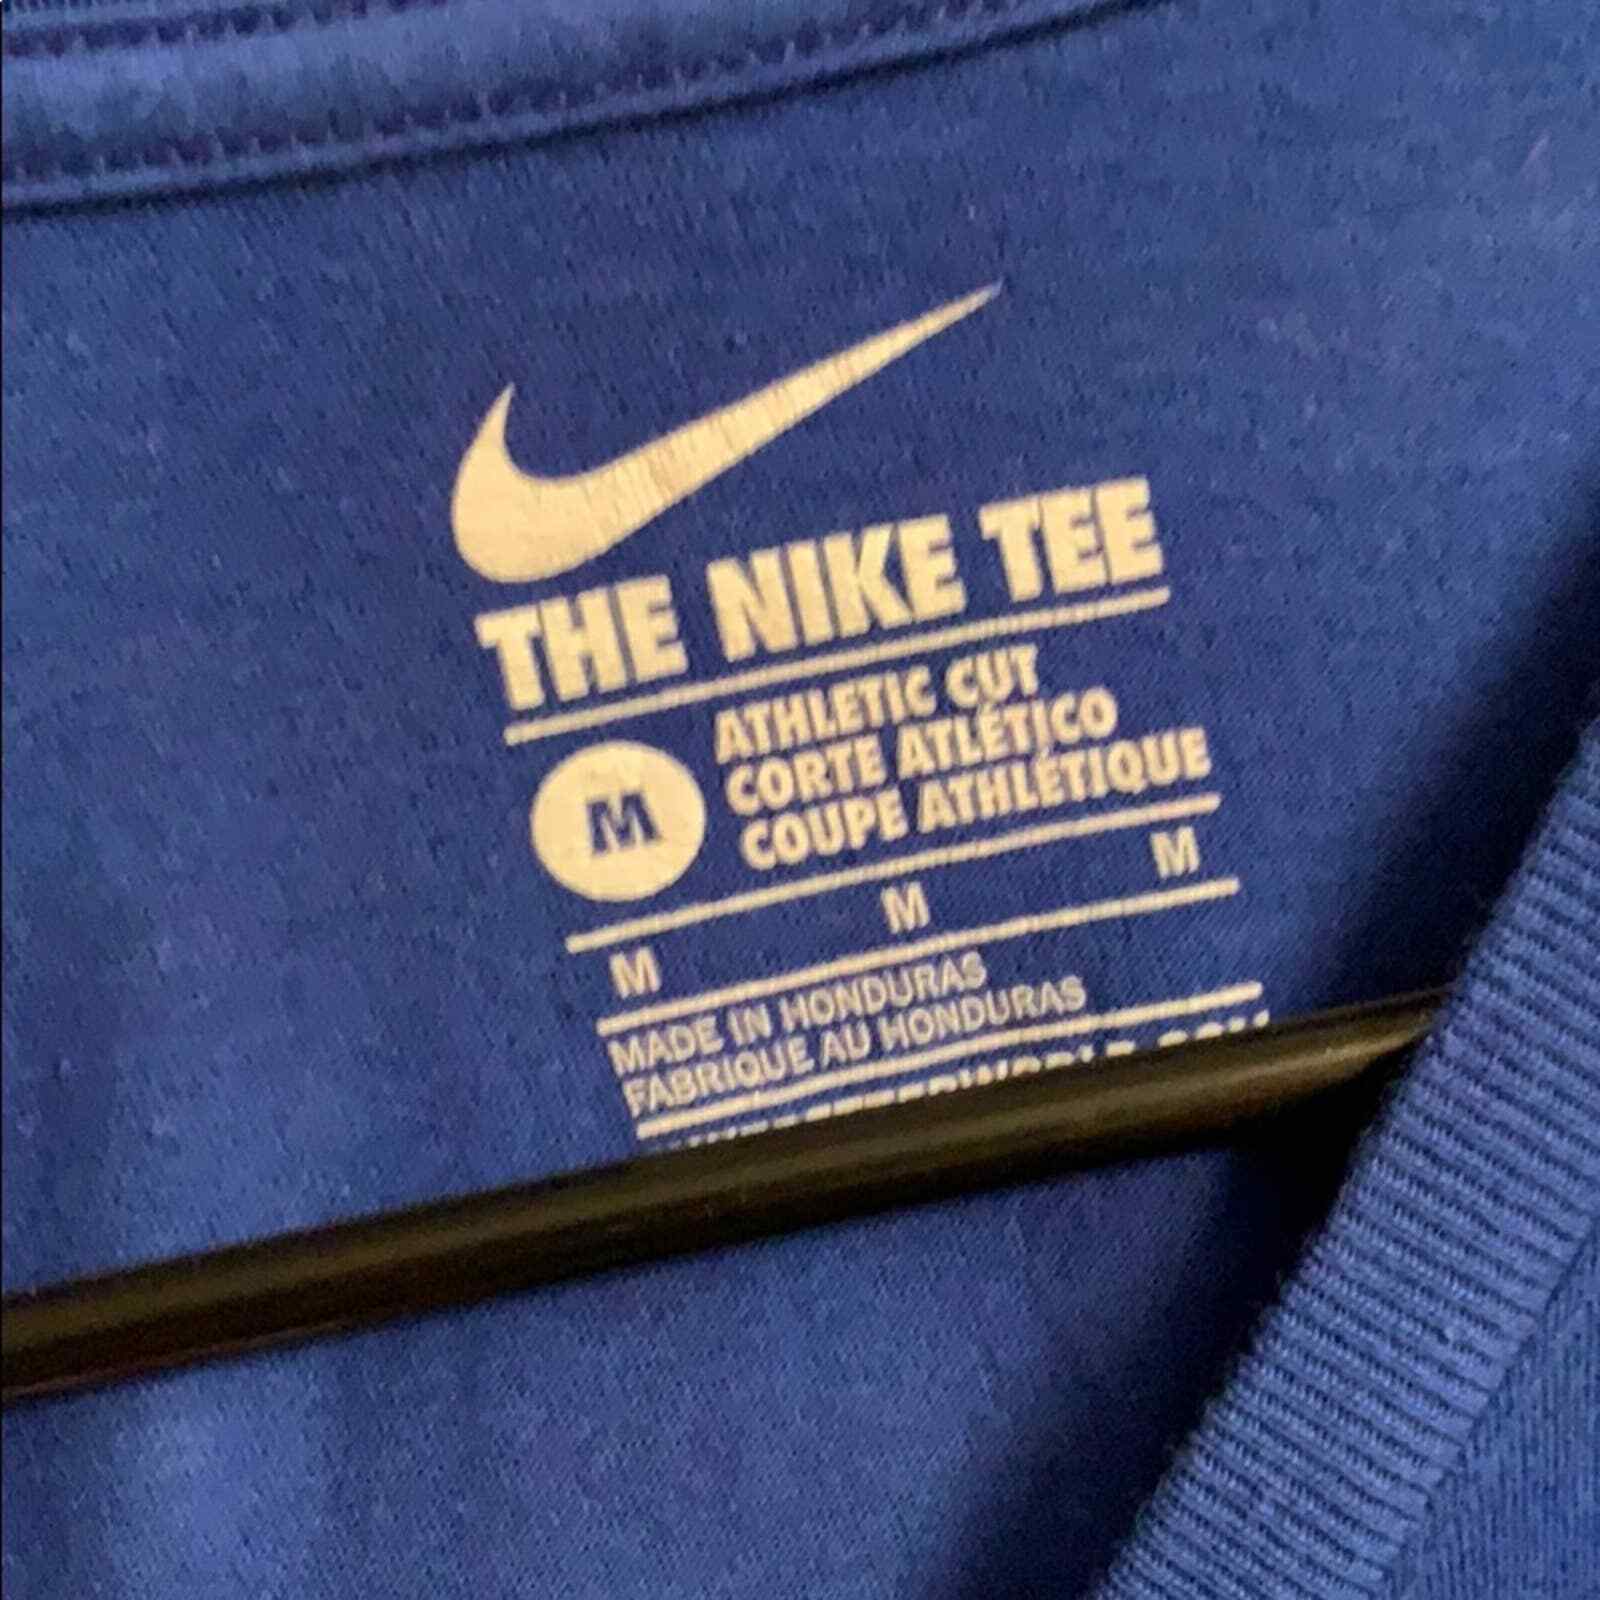 THE NIKE TEE
M
ATHLETIC CUT
CORTE ATLÉTICO
COUPE ATHLÉTIQUE
M M M
MADE IN HONDURAS
FABRIQUE AU HONDURAS